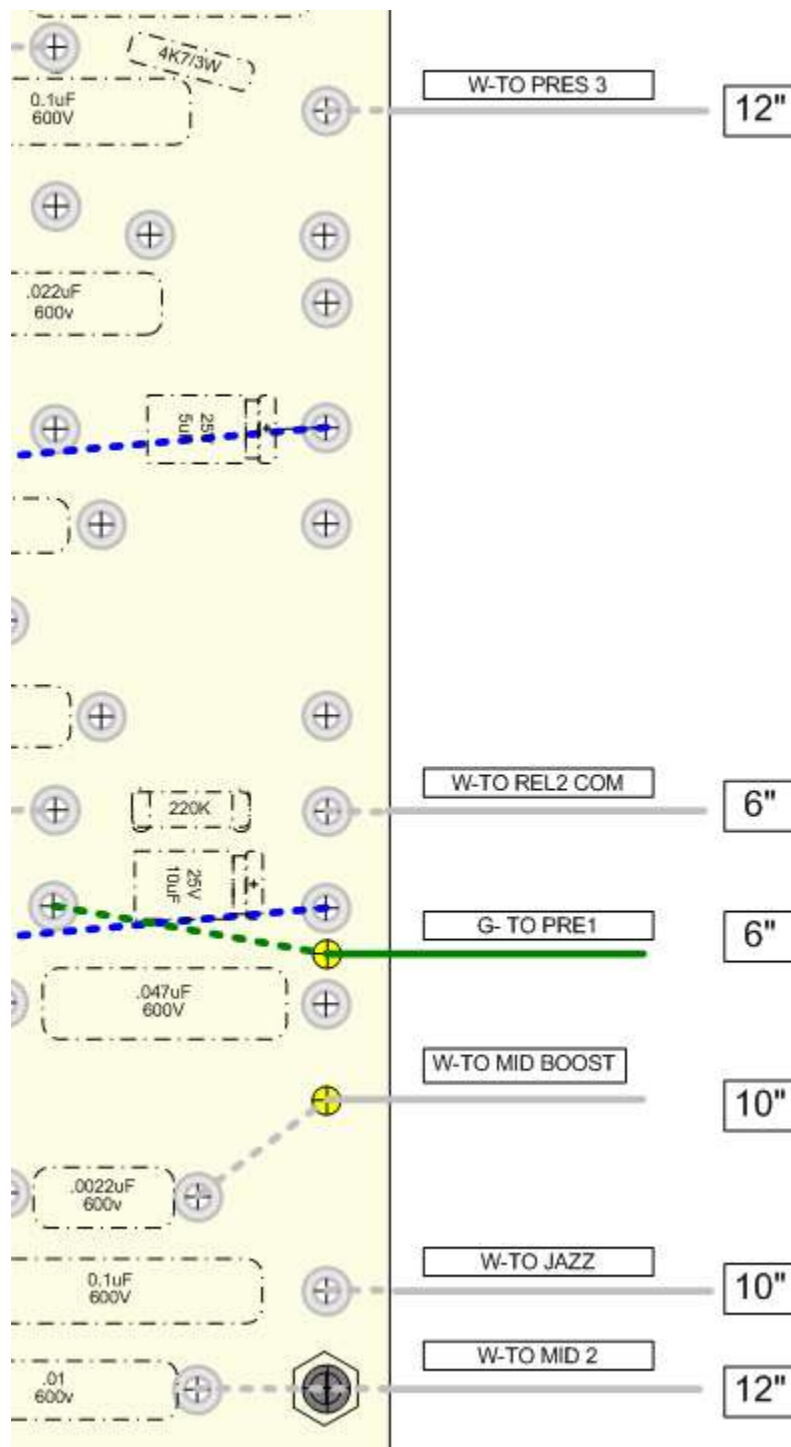 4K7/3W
0.1uF
600V
W-TO PRES 3
12"
.022uF
600v
25V
5uF
W-TO REL2 COM
6"
220K
25V
10uF
G- TO PRE1
6"
.047uF
600V
W-TO MID BOOST
10"
.0022uF
600v
W-TO JAZZ
10"
0.1uF
600V
W-TO MID 2
12"
.01
600v